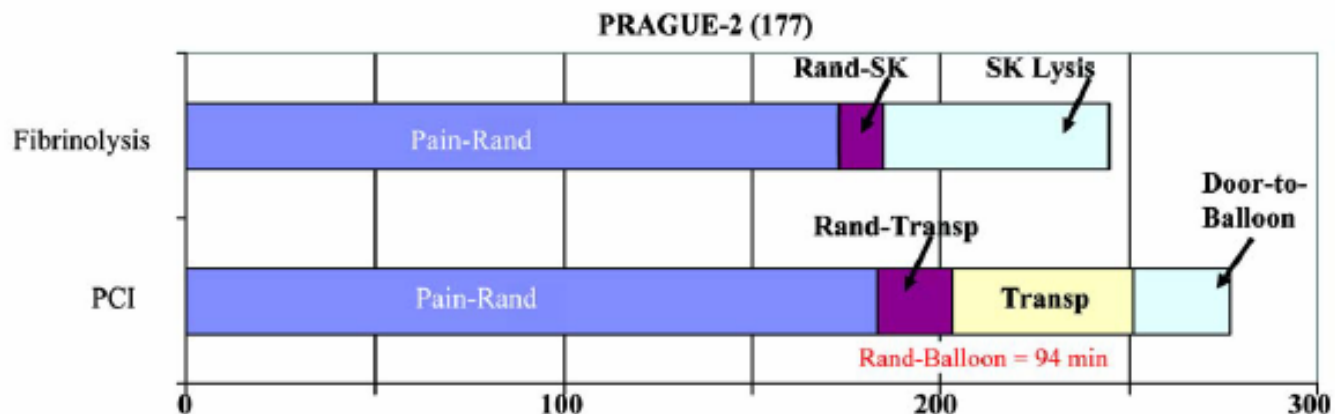 PRAGUE-2 (177)
Rand-SK
SK Lysis
Fibrinolysis
Pain-Rand
Door-to-
Balloon
Rand-Transp
PCI
Pain-Rand
Transp
Rand-Balloon = 94 min
0
100
200
300